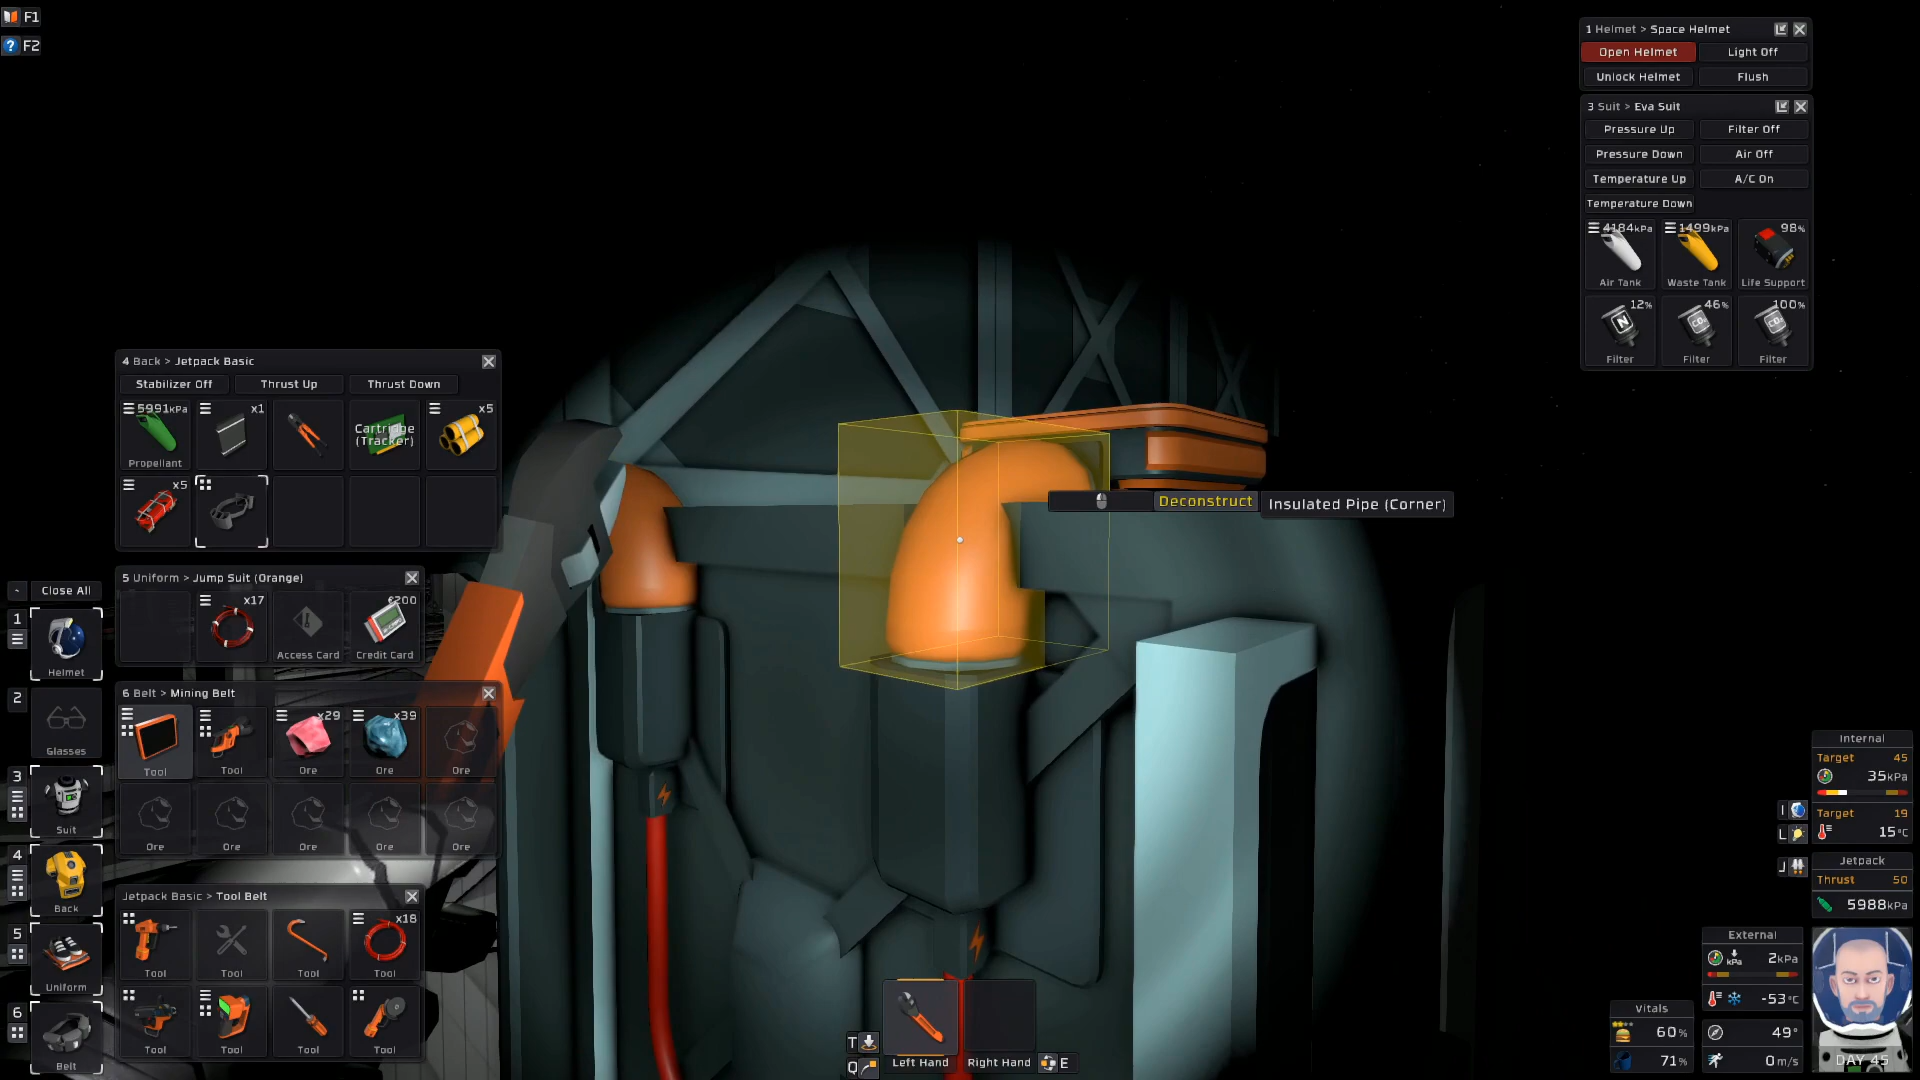 F1
F2
1 Helmet > Space Helmet
Open Helmet
Light Off
Unlock Helmet
Flush
3 Suit > Eva Suit
Pressure Up
Filter Off
Pressure Down
Air Off
Temperature Up
A/C On
Temperature Down
4184kPa
Air Tank
1499kPa
Waste Tank
98%
Life Support
12%
N
Filter
46%
CO₂
Filter
100%
CO₂
Filter
4 Back > Jetpack Basic
Stabilizer Off
Thrust Up
Thrust Down
5991kPa
Propellant
x1
Cartridge (Tracker)
x5
x5
Deconstruct
Insulated Pipe (Corner)
5 Uniform > Jump Suit (Orange)
x17
Access Card
€200
Credit Card
6 Belt > Mining Belt
Tool
Tool
x29
Ore
x39
Ore
Ore
Ore
Ore
Ore
Ore
Ore
Jetpack Basic > Tool Belt
Tool
Tool
Tool
x18
Tool
Tool
Tool
Tool
Tool
~
Close All
1
Helmet
2
Glasses
3
Suit
4
Back
5
Uniform
6
Belt
T
Q
Left Hand
Right Hand
E
Internal
Target 45
35kPa
Target 19
15°C
I
L
J
Jetpack
Thrust 50
5988kPa
External
kPa
2kPa
-53°C
49°
0m/s
Vitals
60%
71%
DAY 45